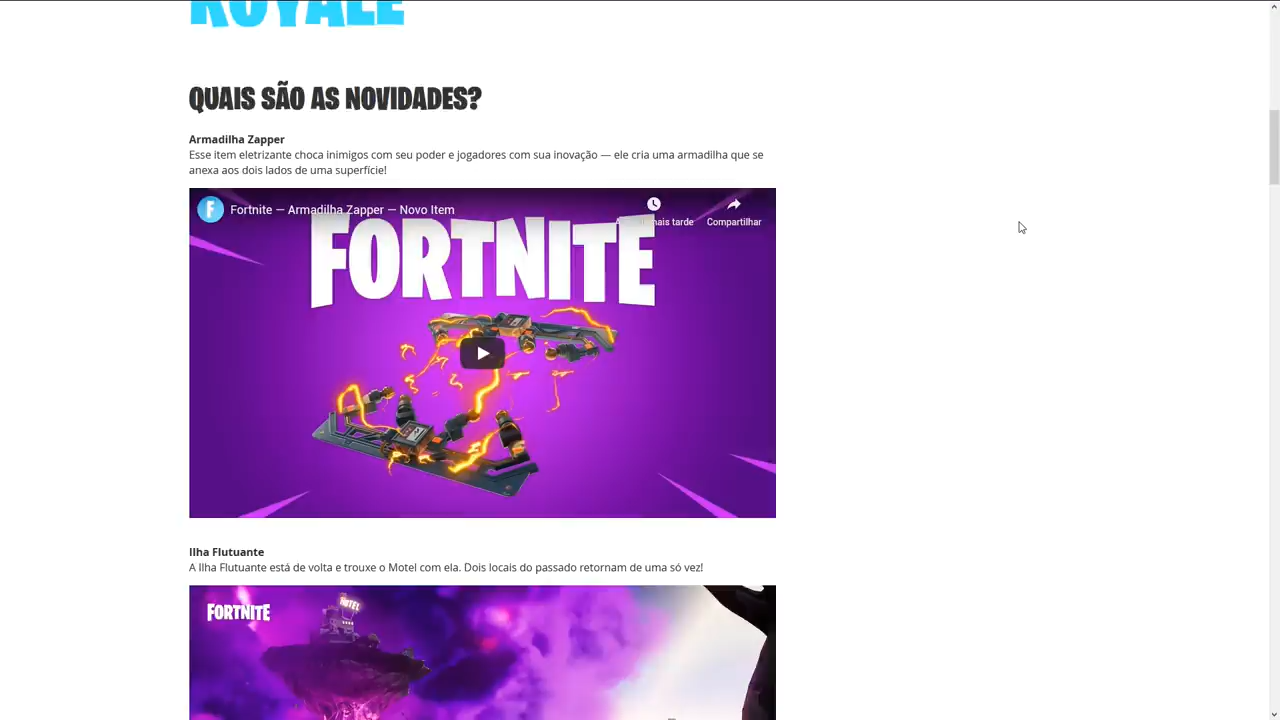 ROYALE
QUAIS SÃO AS NOVIDADES?
Armadilha Zapper
Esse item eletrizante choca inimigos com seu poder e jogadores com sua inovação — ele cria uma armadilha que se
anexa aos dois lados de uma superfície!
Fortnite — Armadilha Zapper — Novo Item
mais tarde
Compartilhar
FORTNITE
Ilha Flutuante
A Ilha Flutuante está de volta e trouxe o Motel com ela. Dois locais do passado retornam de uma só vez!
FORTNITE
MOTEL